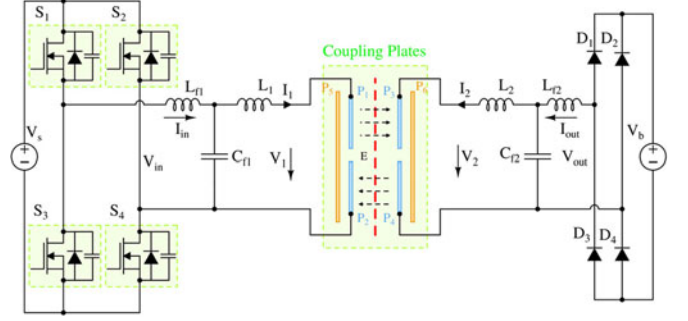 S1 S2
Coupling Plates
D1 D2
Lf1 L1 I1
P5 P1 P3 P6
I2 L2 Lf2
Iin
Iout
Vs
Vin
Cf1
V1
E
V2
Cf2
Vout
Vb
S3 S4
P2 P4
D3 D4